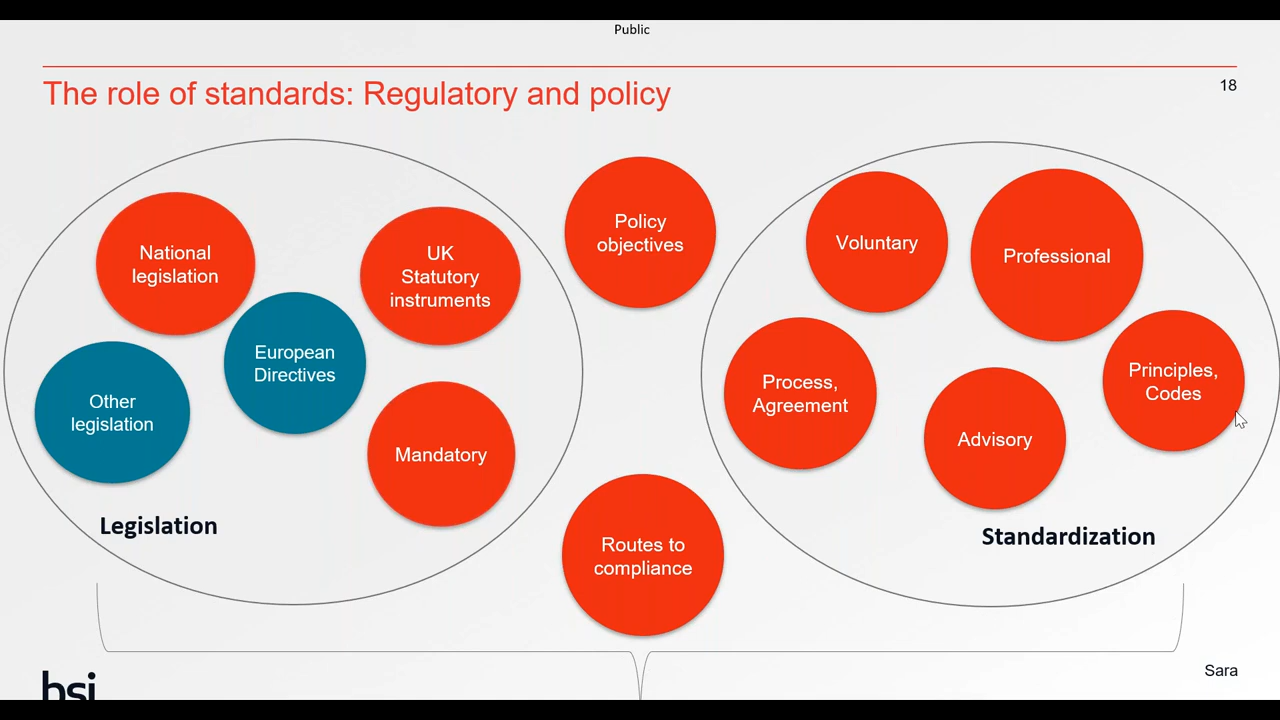 Public
The role of standards: Regulatory and policy
18
National
legislation
UK
Statutory
instruments
European
Directives
Other
legislation
Mandatory
Legislation
Policy
objectives
Routes to
compliance
Voluntary
Professional
Process,
Agreement
Principles,
Codes
Advisory
Standardization
bsi
Sara